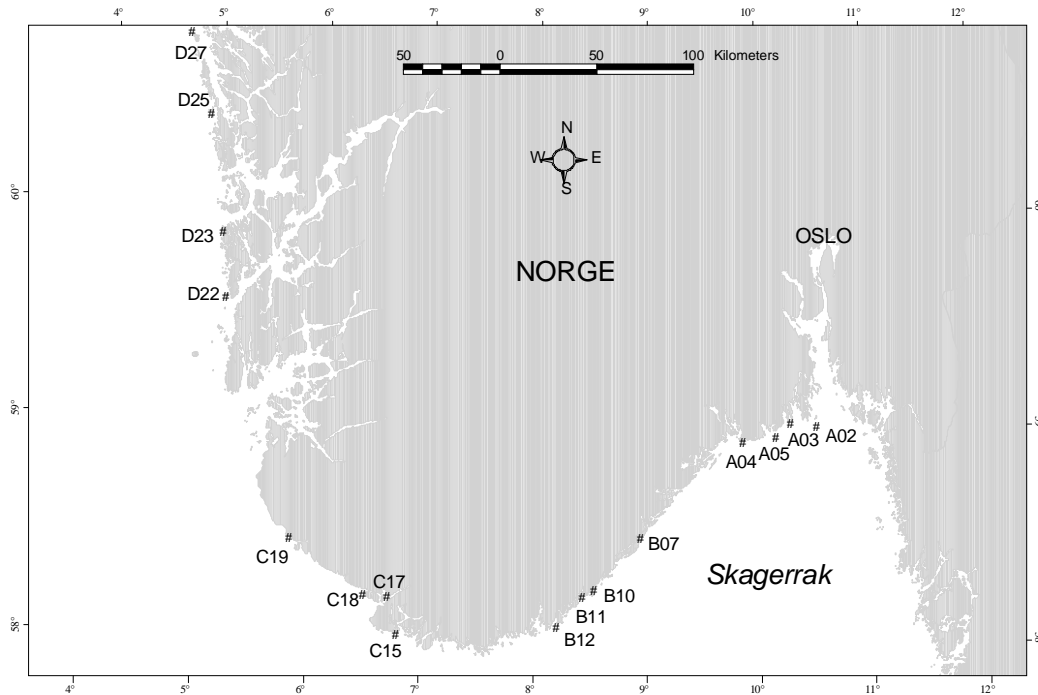 4° 5° 6° 7° 8° 9° 10° 11° 12°
D27
50 0 50 100 Kilometers
D25
N
W E
S
60°
D23
OSLO
NORGE
D22
59°
A03 A02
A05
A04
C19
B07
Skagerrak
C17
C18
B10
B11
58°
B12
C15
4° 5° 6° 7° 8° 9° 10° 11° 12°